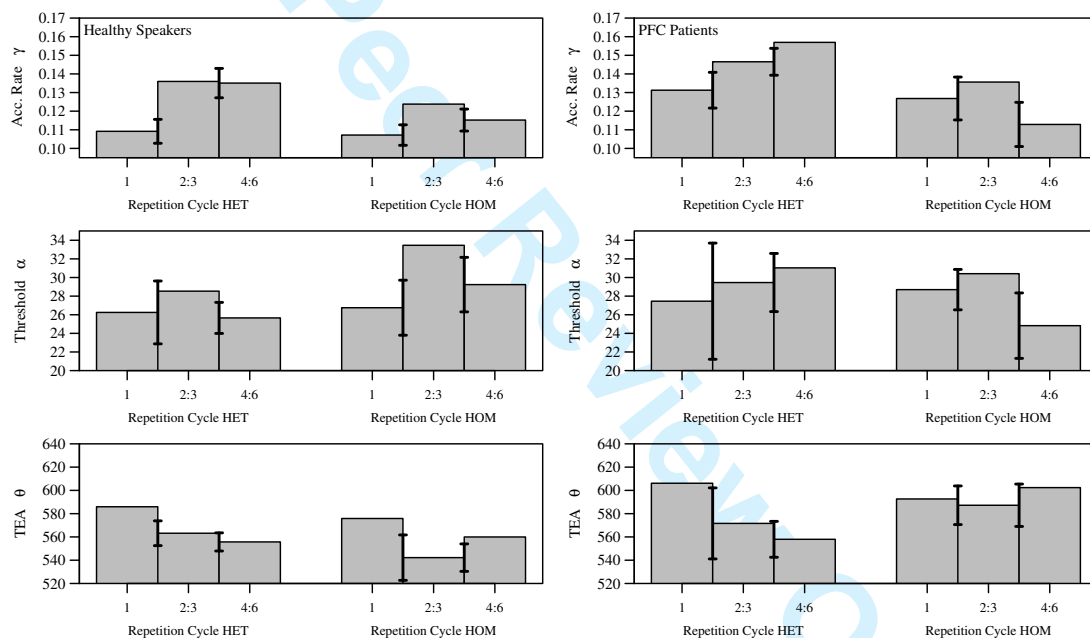 Healthy Speakers
Acc. Rate γ
0.17
0.16
0.15
0.14
0.13
0.12
0.11
0.10
1 2:3 4:6 1 2:3 4:6
Repetition Cycle HET Repetition Cycle HOM
PFC Patients
Acc. Rate γ
0.17
0.16
0.15
0.14
0.13
0.12
0.11
0.10
1 2:3 4:6 1 2:3 4:6
Repetition Cycle HET Repetition Cycle HOM
Threshold α
34
32
30
28
26
24
22
20
1 2:3 4:6 1 2:3 4:6
Repetition Cycle HET Repetition Cycle HOM
Threshold α
34
32
30
28
26
24
22
20
1 2:3 4:6 1 2:3 4:6
Repetition Cycle HET Repetition Cycle HOM
TEA θ
640
620
600
580
560
540
520
1 2:3 4:6 1 2:3 4:6
Repetition Cycle HET Repetition Cycle HOM
TEA θ
640
620
600
580
560
540
520
1 2:3 4:6 1 2:3 4:6
Repetition Cycle HET Repetition Cycle HOM
Review